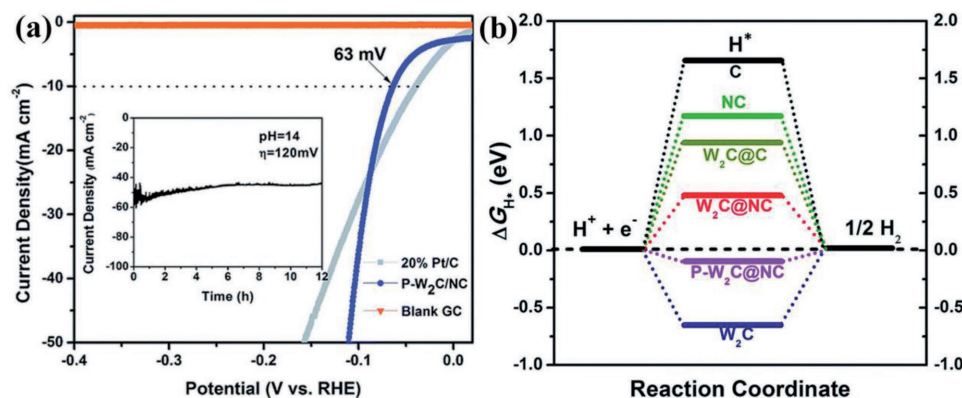 (a)
0
-10
-20
-30
-40
-50
Current Density(mA cm⁻²)
-0.4
-0.3
-0.2
-0.1
0.0
Potential (V vs. RHE)
63 mV
0
-20
-40
-60
-80
-100
Current Density (mA cm⁻²)
pH=14
η=120mV
0
2
4
6
8
10
12
Time (h)
20% Pt/C
P-W₂C/NC
Blank GC
(b)
2.0
1.5
1.0
0.5
0.0
-0.5
-1.0
ΔG_H* (eV)
H*
C
NC
W₂C@C
W₂C@NC
H⁺ + e⁻
1/2 H₂
P-W₂C@NC
W₂C
2.0
1.5
1.0
0.5
0.0
-0.5
-1.0
Reaction Coordinate